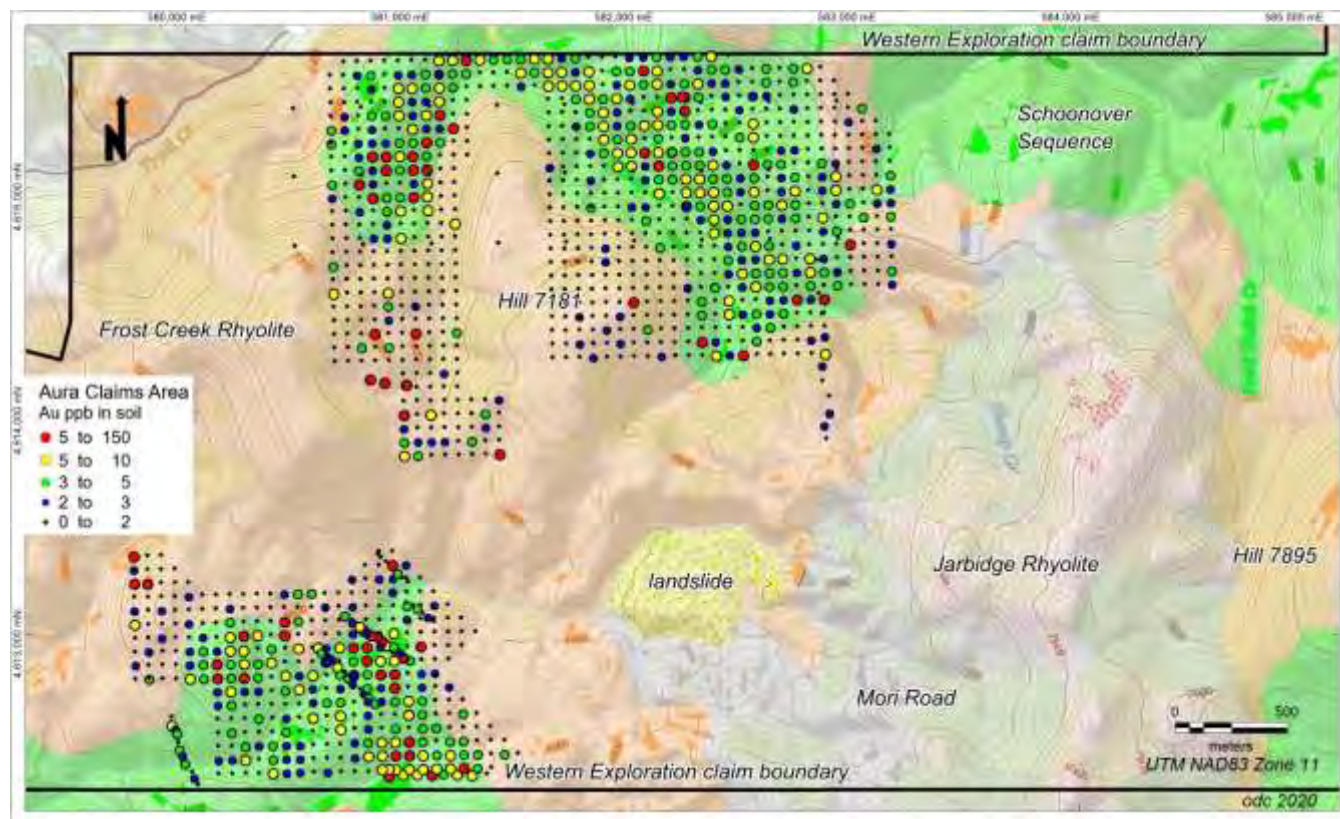 580,000 mE 581,000 mE 582,000 mE 583,000 mE 584,000 mE 585,000 mE
Western Exploration claim boundary
N
Schoonover
Sequence
Hill 7181
Frost Creek Rhyolite
Aura Claims Area
Au ppb in soil
5 to 150
5 to 10
3 to 5
2 to 3
0 to 2
4,614,000 mN
landslide
Jarbidge Rhyolite
Hill 7895
4,613,000 mN
Mori Road
0 500
meters
Western Exploration claim boundary
UTM NAD83 Zone 11
odc 2020